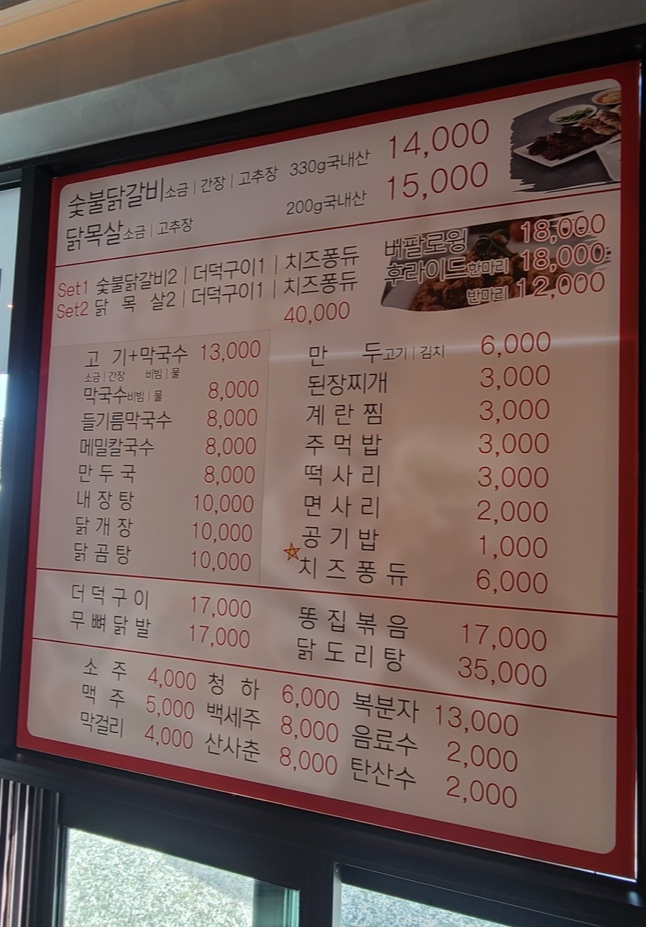 숯불닭갈비 소금 | 간장 | 고추장 330g국내산 14,000
닭목살 소금 | 고추장 200g국내산 15,000
Set1 숯불닭갈비2 | 더덕구이1 | 치즈퐁듀
Set2 닭 목 살2 | 더덕구이1 | 치즈퐁듀
40,000
버팔로윙 18,000
후라이드 한마리 18,000
반마리 12,000
고 기+막국수 13,000
소금 | 간장 비빔 | 물
막국수 비빔 | 물 8,000
들기름막국수 8,000
메밀칼국수 8,000
만 두 국 8,000
내 장 탕 10,000
닭 개 장 10,000
닭 곰 탕 10,000
만 두 고기 | 김치 6,000
된장찌개 3,000
계 란 찜 3,000
주 먹 밥 3,000
떡 사 리 3,000
면 사 리 2,000
공 기 밥 1,000
치 즈 퐁 듀 6,000
더 덕 구 이 17,000
무 뼈 닭 발 17,000
똥 집 볶 음 17,000
닭 도 리 탕 35,000
소 주 4,000 청 하 6,000 복분자 13,000
맥 주 5,000 백세주 8,000 음료수 2,000
막걸리 4,000 산사춘 8,000 탄산수 2,000